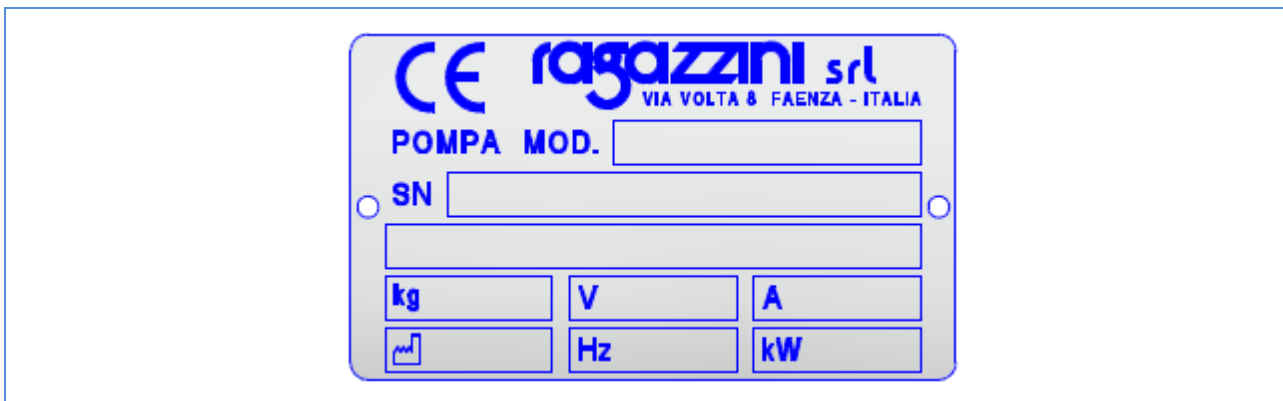 CE ragazzini srl
VIA VOLTA 8 FAENZA - ITALIA
POMPA MOD.
SN
kg V A
Hz kW